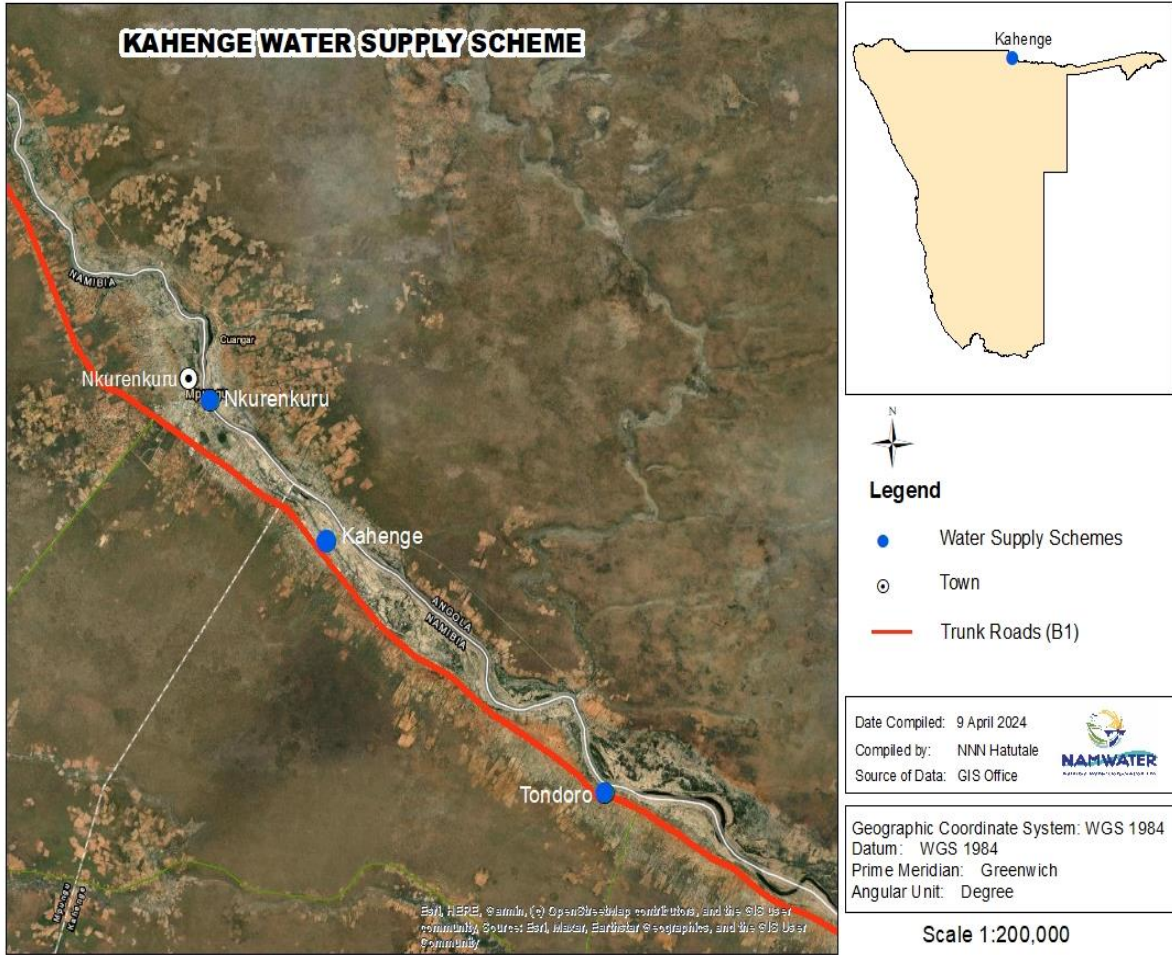 KAHENGE WATER SUPPLY SCHEME
NAMIBIA
Cuangar
Nkurenkuru
Nkurenkuru
Kahenge
ANGOLA
NAMIBIA
Tondoro
Mpungu
Kahenge
Esri, HERE, Garmin, (c) OpenStreetMap contributors, and the GIS user
community, Source: Esri, Maxar, Earthstar Geographics, and the GIS User
Community
Kahenge
N
Legend
Water Supply Schemes
Town
Trunk Roads (B1)
Date Compiled: 9 April 2024
Compiled by: NNN Hatutale
Source of Data: GIS Office
NAMWATER
Geographic Coordinate System: WGS 1984
Datum: WGS 1984
Prime Meridian: Greenwich
Angular Unit: Degree
Scale 1:200,000